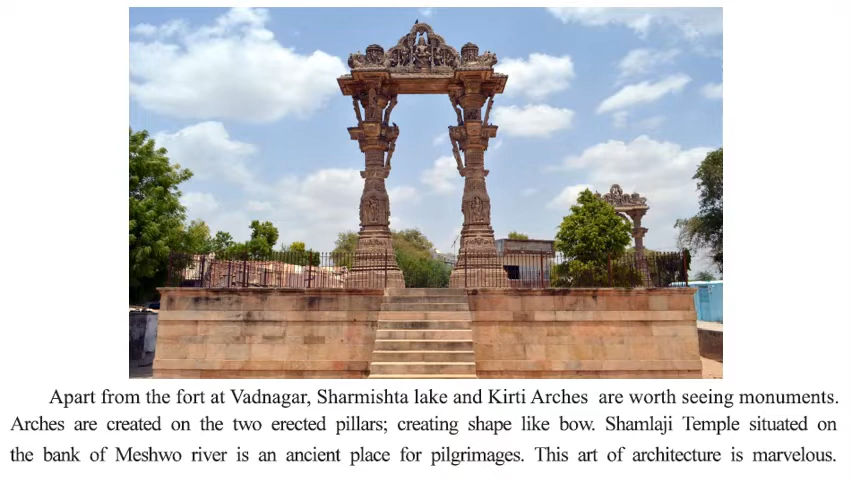 Apart from the fort at Vadnagar, Sharmishta lake and Kirti Arches are worth seeing monuments.
Arches are created on the two erected pillars; creating shape like bow. Shamlaji Temple situated on
the bank of Meshwo river is an ancient place for pilgrimages. This art of architecture is marvelous.